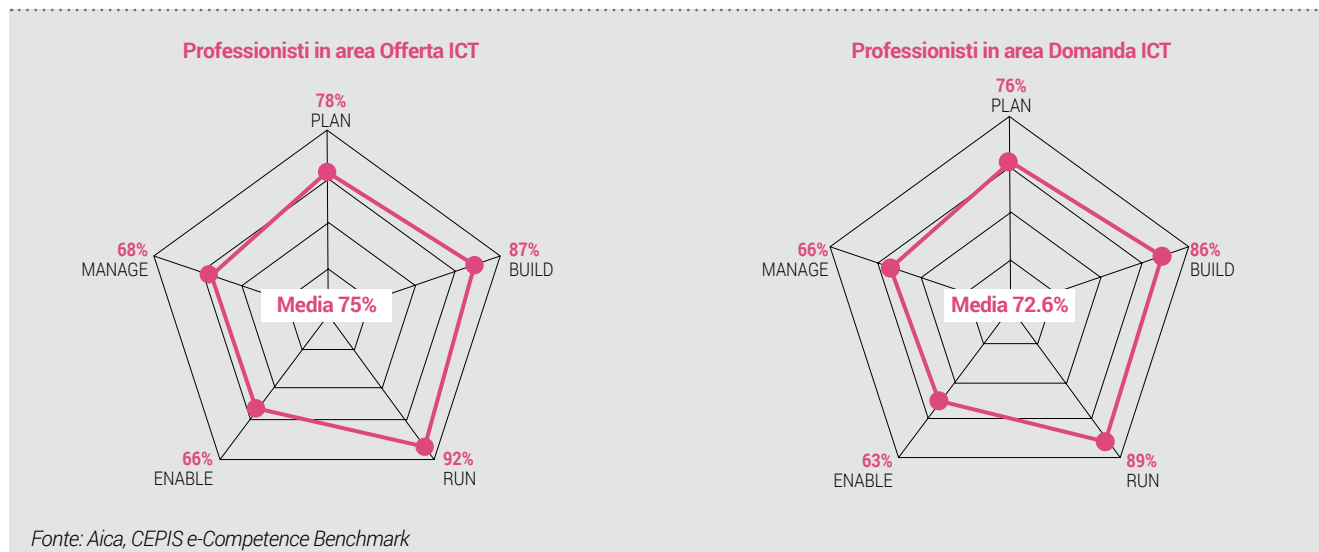 Professionisti in area Offerta ICT
78%
PLAN
68%
MANAGE
87%
BUILD
Media 75%
66%
ENABLE
92%
RUN
Professionisti in area Domanda ICT
76%
PLAN
66%
MANAGE
86%
BUILD
Media 72.6%
63%
ENABLE
89%
RUN
Fonte: Aica, CEPIS e-Competence Benchmark